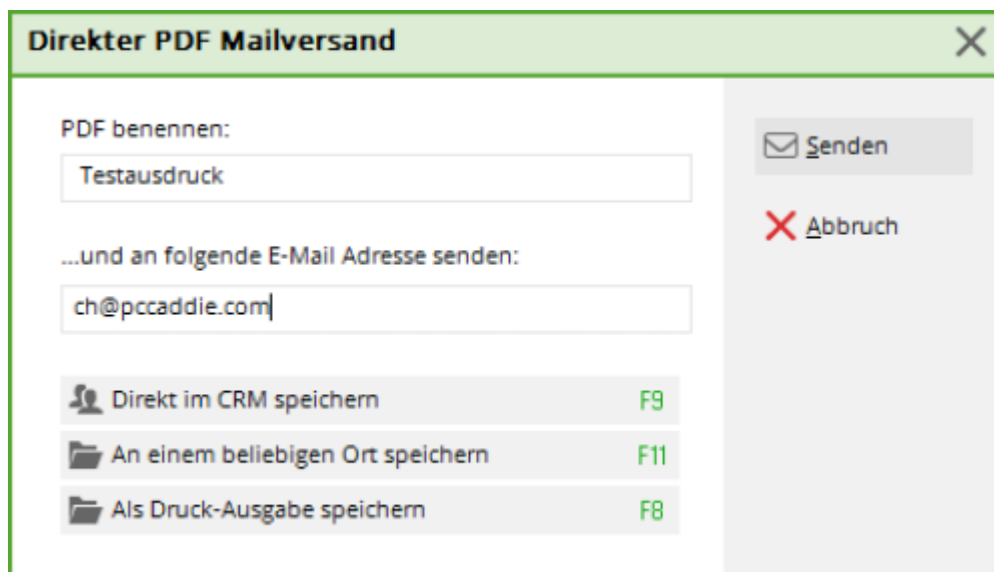 Direkter PDF Mailversand
PDF benennen:
Testausdruck
...und an folgende E-Mail Adresse senden:
ch@pccaddie.com
Direkt im CRM speichern F9
An einem beliebigen Ort speichern F11
Als Druck-Ausgabe speichern F8
Senden
Abbruch